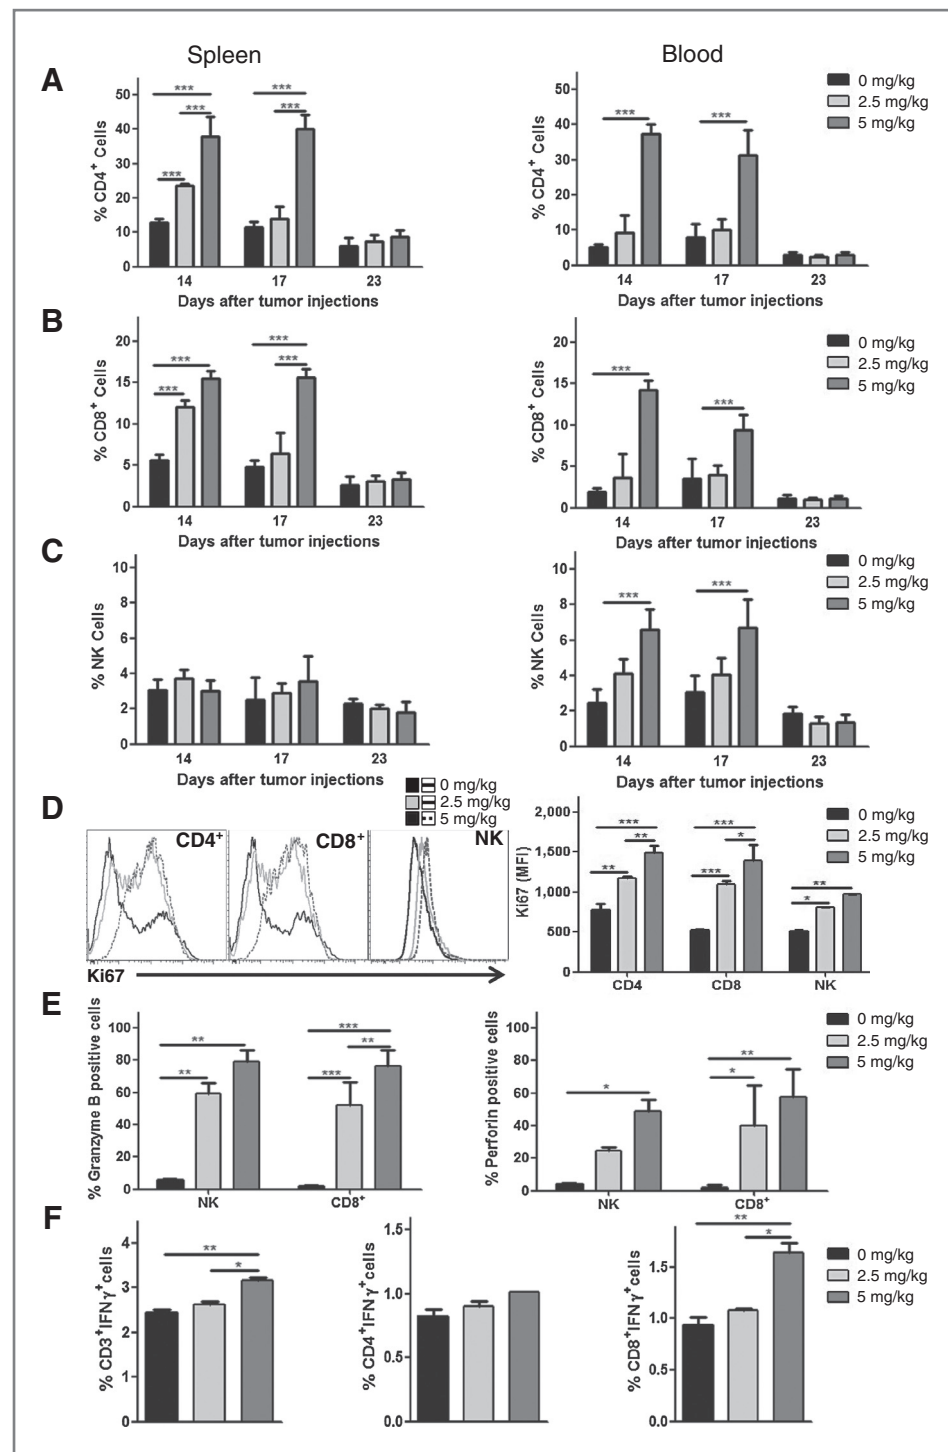 Spleen
Blood
A
% CD4+ Cells
50
40
30
20
10
0
*** *** *** *** ***
14 17 23
Days after tumor injections
% CD4+ Cells
50
40
30
20
10
0
*** ***
14 17 23
Days after tumor injections
0 mg/kg
2.5 mg/kg
5 mg/kg
B
% CD8+ Cells
20
15
10
5
0
*** *** *** ***
14 17 23
Days after tumor injections
% CD8+ Cells
20
15
10
5
0
*** ***
14 17 23
Days after tumor injections
0 mg/kg
2.5 mg/kg
5 mg/kg
C
% NK Cells
10
8
6
4
2
0
14 17 23
Days after tumor injections
% NK Cells
10
8
6
4
2
0
*** ***
14 17 23
Days after tumor injections
0 mg/kg
2.5 mg/kg
5 mg/kg
D
0 mg/kg
2.5 mg/kg
5 mg/kg
CD4+ CD8+ NK
Ki67
Ki67 (MFI)
2,000
1,500
1,000
500
0
*** ** ** *** * *** ** *
CD4 CD8 NK
0 mg/kg
2.5 mg/kg
5 mg/kg
E
% Granzyme B positive cells
100
80
60
40
20
0
** ** *** ** ***
NK CD8+
% Perforin positive cells
100
80
60
40
20
0
* ** *
NK CD8+
0 mg/kg
2.5 mg/kg
5 mg/kg
F
% CD3+IFNγ+cells
4
3
2
1
0
** *
% CD4+IFNγ+cells
1.5
1.0
0.5
0.0
% CD8+IFNγ+cells
1.5
1.0
0.5
0.0
** *
0 mg/kg
2.5 mg/kg
5 mg/kg